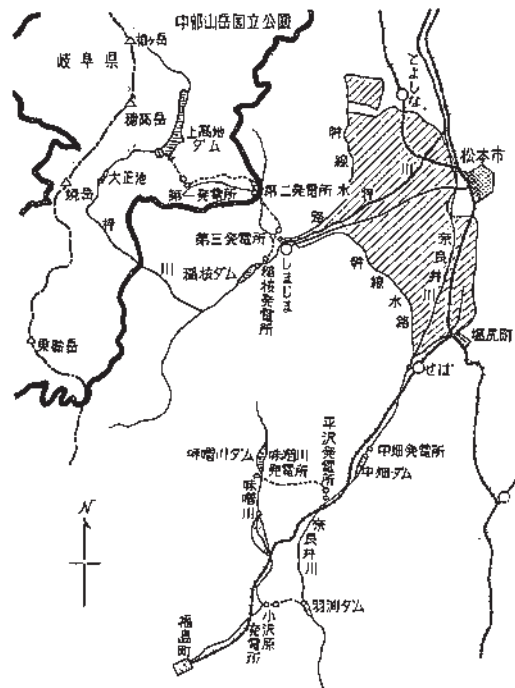 中部山岳国立公園
槍ヶ岳
岐阜県
穂高岳
上高地
ダム
焼岳
大正池
第一発電所
第二発電所
第三発電所
梓
川
稲核ダム
稲核発電所
しましま
幹線
水路
梓
川
幹線
水路
とよしな
松本市
奈良井川
塩尻町
せば
乗鞍岳
味噌川ダム
味噌川
発電所
味噌川
平沢発電所
中畑発電所
中畑ダム
奈良井川
N
羽渕ダム
小沢原
発電所
福島町